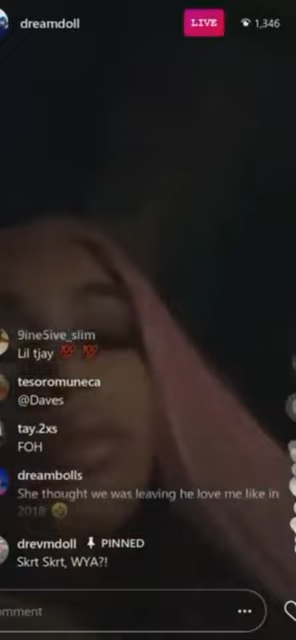 dreamdoll
LIVE
1,346
9ine5ive_slim
Lil tjay 💯 💯
tesoromuneca
@Daves
tay.2xs
FOH
dreambolls
She thought we was leaving he love me like in
2018
drevmdoll PINNED
Skrt Skrt, WYA?!
omment